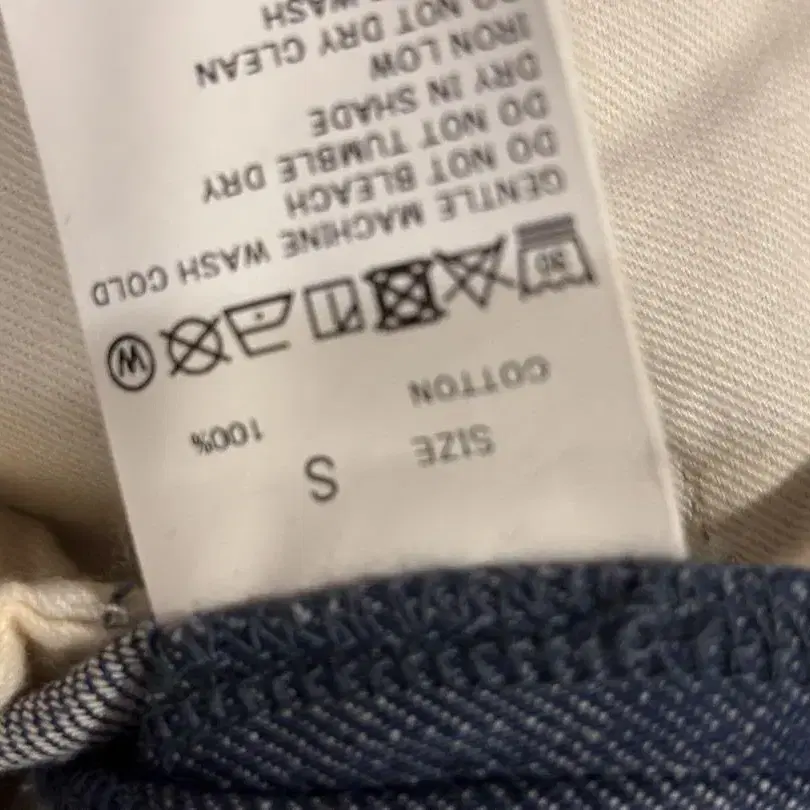 SIZE S
COTTON 100%
30 W
GENTLE MACHINE WASH COLD
DO NOT BLEACH
DO NOT TUMBLE DRY
DRY IN SHADE
IRON LOW
DO NOT DRY CLEAN
WASH